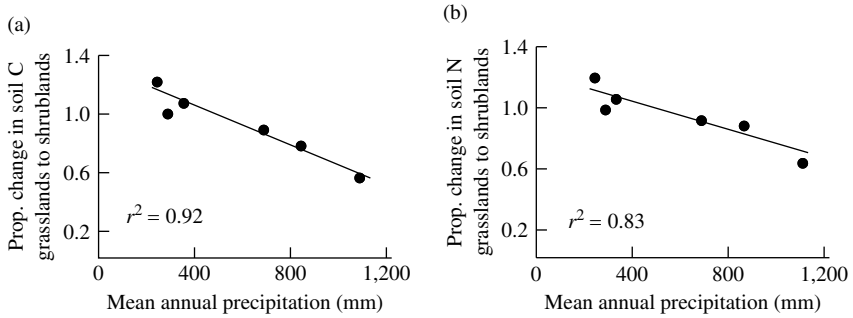 (a)
Prop. change in soil C
grasslands to shrublands
1.4
1.0
0.6
0.2
r² = 0.92
0
400
800
1,200
Mean annual precipitation (mm)
(b)
Prop. change in soil N
grasslands to shrublands
1.4
1.0
0.6
0.2
r² = 0.83
0
400
800
1,200
Mean annual precipitation (mm)